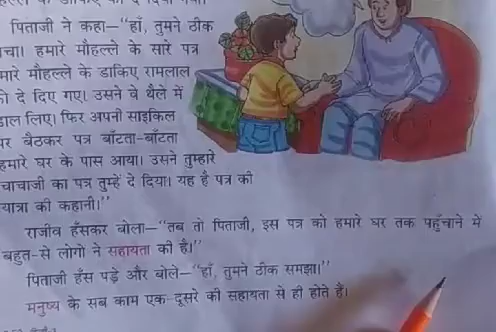 पिताजी ने कहा—"हाँ, तुमने ठीक
हमारे मौहल्ले के सारे पत्र
मौहल्ले के डाकिए रामलाल
दे दिए गए। उसने वे थैले में
लिए। फिर अपनी साइकिल
बैठकर पत्र बाँटता-बाँटता
हमारे घर के पास आया। उसने तुम्हारे
चाचाजी का पत्र तुम्हें दे दिया। यह है पत्र की
यात्रा की कहानी।"
राजीव हँसकर बोला—"तब तो पिताजी, इस पत्र को हमारे घर तक पहुँचाने में
बहुत-से लोगो ने सहायता की है।"
पिताजी हँस पड़े और बोले—"हाँ, तुमने ठीक समझा।"
मनुष्य के सब काम एक-दूसरे की सहायता से ही होते हैं।